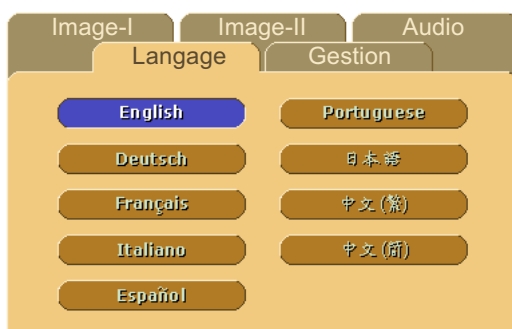 Image-I Image-II Audio
Langage Gestion
English Portuguese
Deutsch 日本語
Français 中文(繁)
Italiano 中文(简)
Español